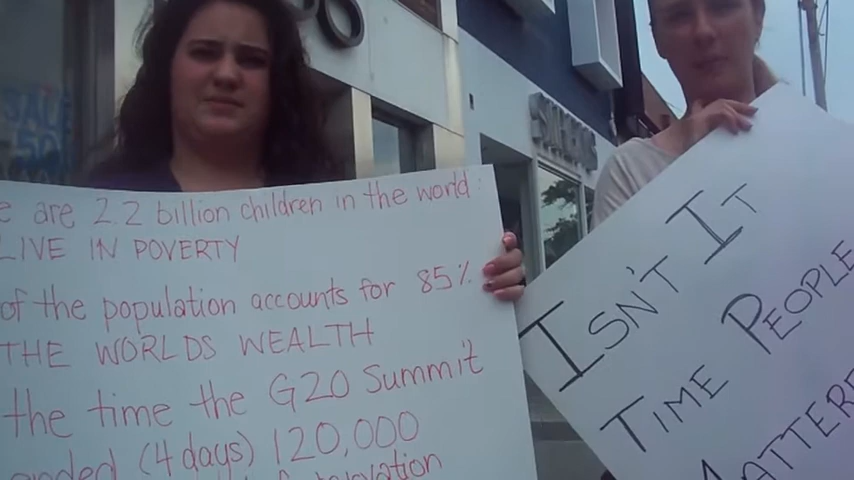 are 2.2 billion children in the world
LIVE IN POVERTY
of the population accounts for 85%
THE WORLDS WEALTH
the time the G20 Summit
(4 days) 120,000
ISN'T IT
TIME PEOPLE
MATTERED